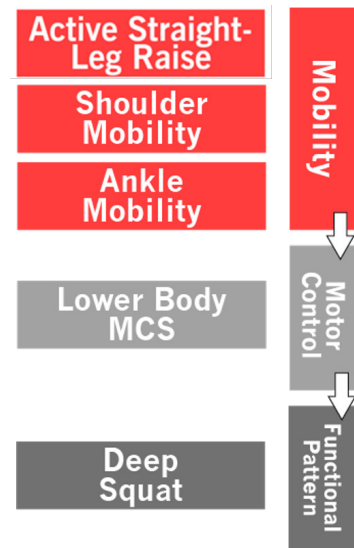 Active Straight-
Leg Raise
Shoulder
Mobility
Ankle
Mobility
Mobility
Lower Body
MCS
Motor
Control
Deep
Squat
Functional
Pattern